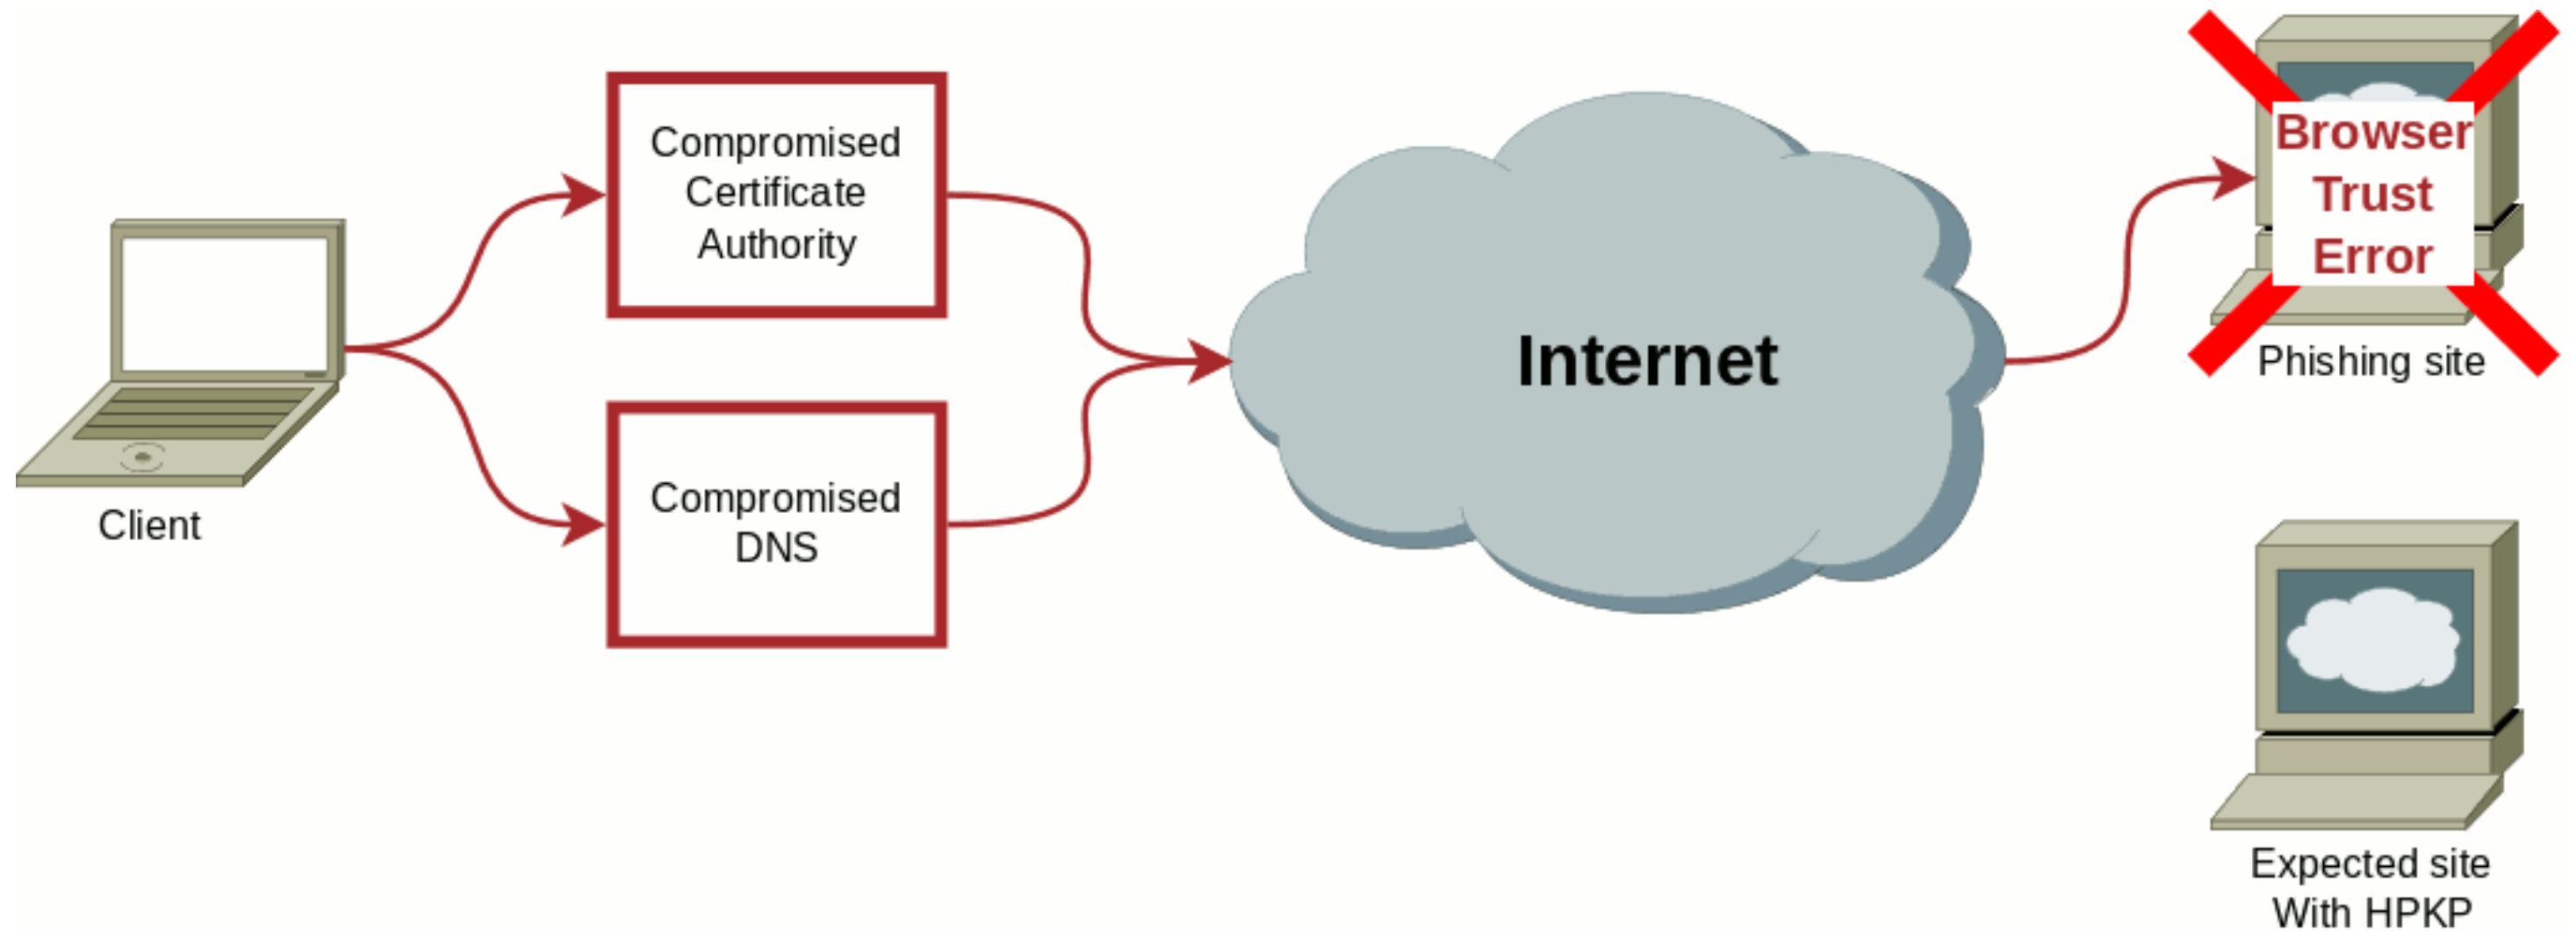 Compromised
Certificate
Authority
Client
Compromised
DNS
Internet
Browser
Trust
Error
Phishing site
Expected site
With HPKP